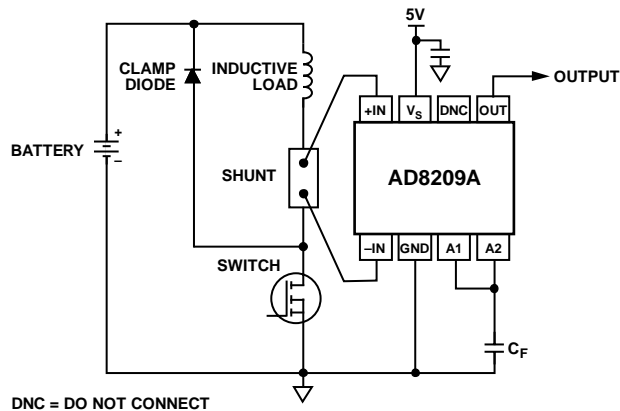 5V
CLAMP
DIODE
INDUCTIVE
LOAD
OUTPUT
+IN
VS
DNC
OUT
BATTERY
+
–
SHUNT
AD8209A
–IN
GND
A1
A2
SWITCH
CF
DNC = DO NOT CONNECT